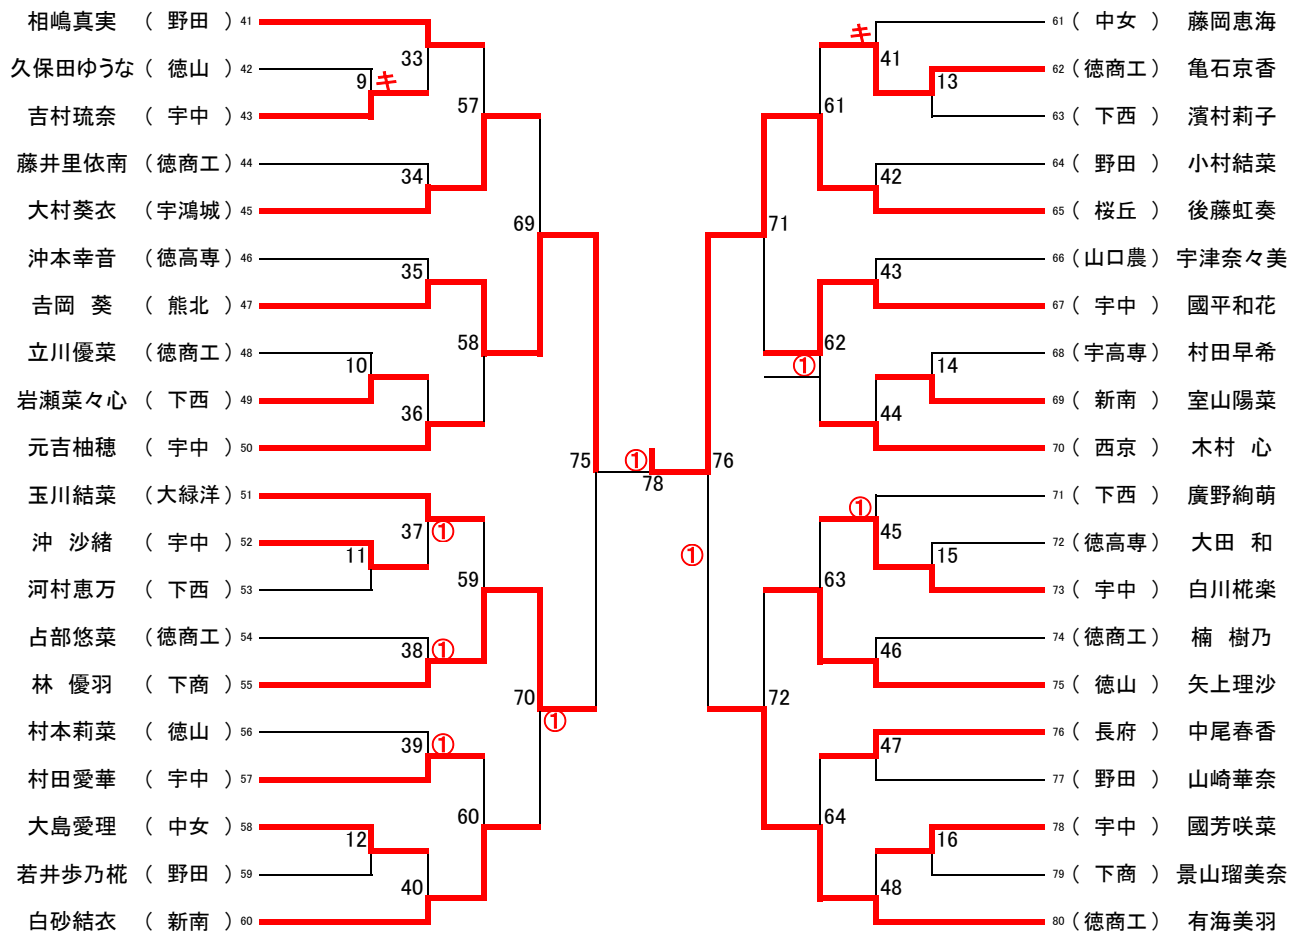 相嶋真実 （ 野田 ） 41
久保田ゆうな （ 徳山 ） 42
吉村琉奈 （ 宇中 ） 43
藤井里依南 （徳商工） 44
大村葵衣 （宇鴻城） 45
沖本幸音 （徳高専） 46
𠮷岡 葵 （ 熊北 ） 47
立川優菜 （徳商工） 48
岩瀬菜々心 （ 下西 ） 49
元吉柚穂 （ 宇中 ） 50
玉川結菜 （大緑洋） 51
沖 沙緒 （ 宇中 ） 52
河村恵万 （ 下西 ） 53
占部悠菜 （徳商工） 54
林 優羽 （ 下商 ） 55
村本莉菜 （ 徳山 ） 56
村田愛華 （ 宇中 ） 57
大島愛理 （ 中女 ） 58
若井歩乃椛 （ 野田 ） 59
白砂結衣 （ 新南 ） 60
9 キ
10
11
12
33
34
35
36
37 ①
38 ①
39 ①
40
57
58
59
60
69
70 ①
75
① 78
76
①
71
72
61
62 ①
63
64
キ 41
42
43
44
① 45
46
47
48
13
14
15
16
61 （ 中女 ） 藤岡恵海
62 （徳商工） 亀石京香
63 （ 下西 ） 濱村莉子
64 （ 野田 ） 小村結菜
65 （ 桜丘 ） 後藤虹奏
66 （山口農） 宇津奈々美
67 （ 宇中 ） 國平和花
68 （宇高専） 村田早希
69 （ 新南 ） 室山陽菜
70 （ 西京 ） 木村 心
71 （ 下西 ） 廣野絢萌
72 （徳高専） 大田 和
73 （ 宇中 ） 白川椛楽
74 （徳商工） 楠 樹乃
75 （ 徳山 ） 矢上理沙
76 （ 長府 ） 中尾春香
77 （ 野田 ） 山崎華奈
78 （ 宇中 ） 國芳咲菜
79 （ 下商 ） 景山瑠美奈
80 （徳商工） 有海美羽